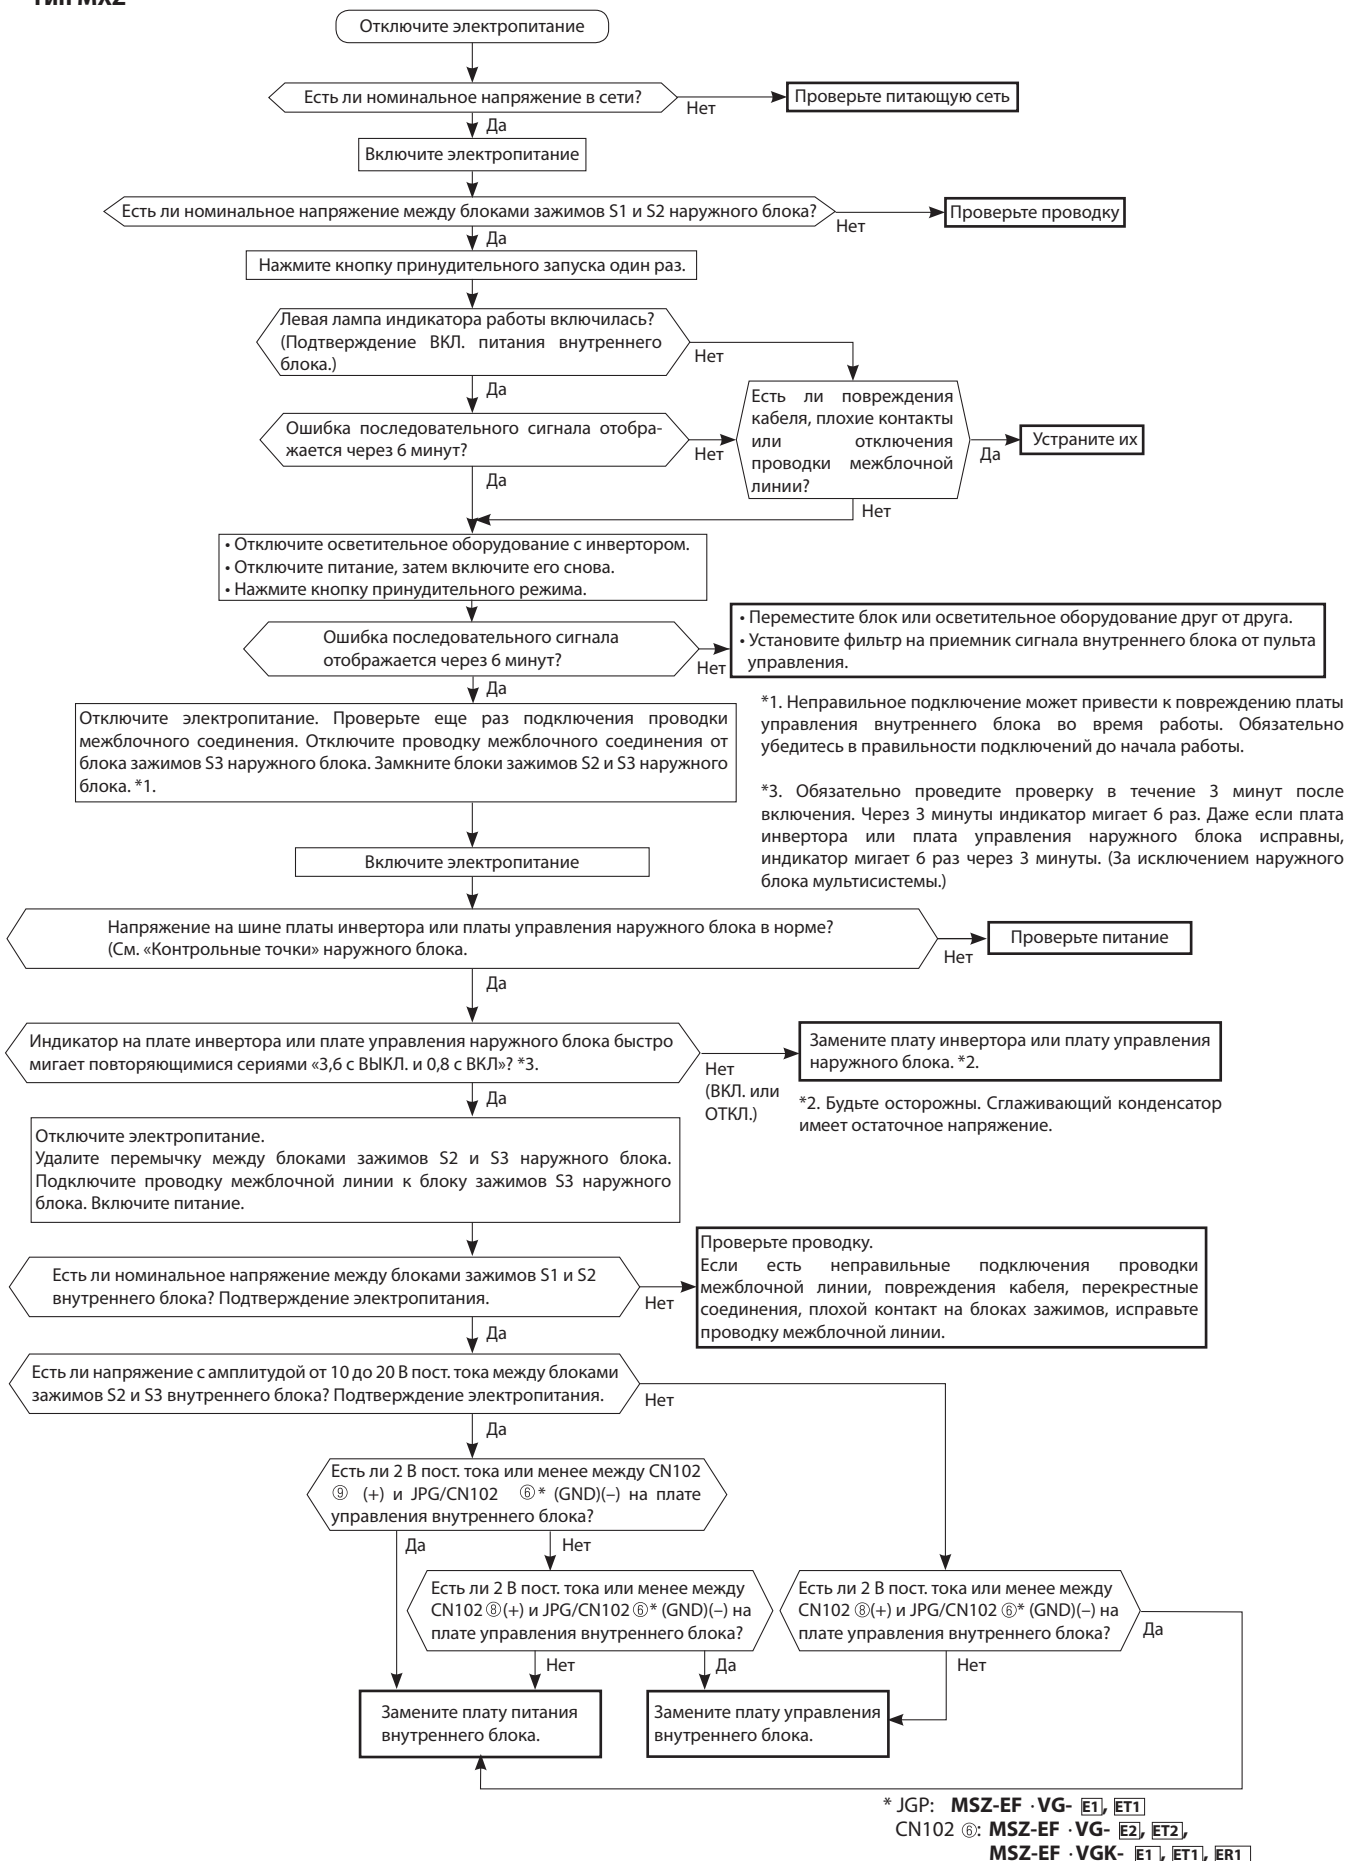 Тип MX2
Отключите электропитание
Есть ли номинальное напряжение в сети?
Нет
Проверьте питающую сеть
Да
Включите электропитание
Есть ли номинальное напряжение между блоками зажимов S1 и S2 наружного блока?
Нет
Проверьте проводку
Да
Нажмите кнопку принудительного запуска один раз.
Левая лампа индикатора работы включилась?
(Подтверждение ВКЛ. питания внутреннего
блока.)
Нет
Да
Ошибка последовательного сигнала отобра-
жается через 6 минут?
Нет
Есть ли повреждения
кабеля, плохие контакты
или отключения
проводки межблочной
линии?
Да
Устраните их
Да
Нет
• Отключите осветительное оборудование с инвертором.
• Отключите питание, затем включите его снова.
• Нажмите кнопку принудительного режима.
Ошибка последовательного сигнала
отображается через 6 минут?
Нет
• Переместите блок или осветительное оборудование друг от друга.
• Установите фильтр на приемник сигнала внутреннего блока от пульта
управления.
Да
Отключите электропитание. Проверьте еще раз подключения проводки
межблочного соединения. Отключите проводку межблочного соединения от
блока зажимов S3 наружного блока. Замкните блоки зажимов S2 и S3 наружного
блока. *1.
*1. Неправильное подключение может привести к повреждению платы
управления внутреннего блока во время работы. Обязательно
убедитесь в правильности подключений до начала работы.
*3. Обязательно проведите проверку в течение 3 минут после
включения. Через 3 минуты индикатор мигает 6 раз. Даже если плата
инвертора или плата управления наружного блока исправны,
индикатор мигает 6 раз через 3 минуты. (За исключением наружного
блока мультисистемы.)
Включите электропитание
Напряжение на шине платы инвертора или платы управления наружного блока в норме?
(См. «Контрольные точки» наружного блока.
Нет
Проверьте питание
Да
Индикатор на плате инвертора или плате управления наружного блока быстро
мигает повторяющимися сериями «3,6 с ВЫКЛ. и 0,8 с ВКЛ»? *3.
Нет
(ВКЛ. или
ОТКЛ.)
Замените плату инвертора или плату управления
наружного блока. *2.
*2. Будьте осторожны. Сглаживающий конденсатор
имеет остаточное напряжение.
Да
Отключите электропитание.
Удалите перемычку между блоками зажимов S2 и S3 наружного блока.
Подключите проводку межблочной линии к блоку зажимов S3 наружного
блока. Включите питание.
Есть ли номинальное напряжение между блоками зажимов S1 и S2
внутреннего блока? Подтверждение электропитания.
Нет
Проверьте проводку.
Если есть неправильные подключения проводки
межблочной линии, повреждения кабеля, перекрестные
соединения, плохой контакт на блоках зажимов, исправьте
проводку межблочной линии.
Да
Есть ли напряжение с амплитудой от 10 до 20 В пост. тока между блоками
зажимов S2 и S3 внутреннего блока? Подтверждение электропитания.
Нет
Да
Есть ли 2 В пост. тока или менее между CN102
⑨ (+) и JPG/CN102 ⑥* (GND)(–) на плате
управления внутреннего блока?
Да
Нет
Есть ли 2 В пост. тока или менее между
CN102 ⑧(+) и JPG/CN102 ⑥* (GND)(–) на
плате управления внутреннего блока?
Есть ли 2 В пост. тока или менее между
CN102 ⑧(+) и JPG/CN102 ⑥* (GND)(–) на
плате управления внутреннего блока?
Да
Нет
Да
Нет
Замените плату питания
внутреннего блока.
Замените плату управления
внутреннего блока.
* JGP: MSZ-EF · VG- E1, ET1
CN102 ⑥: MSZ-EF · VG- E2, ET2,
MSZ-EF · VGK- E1, ET1, ER1